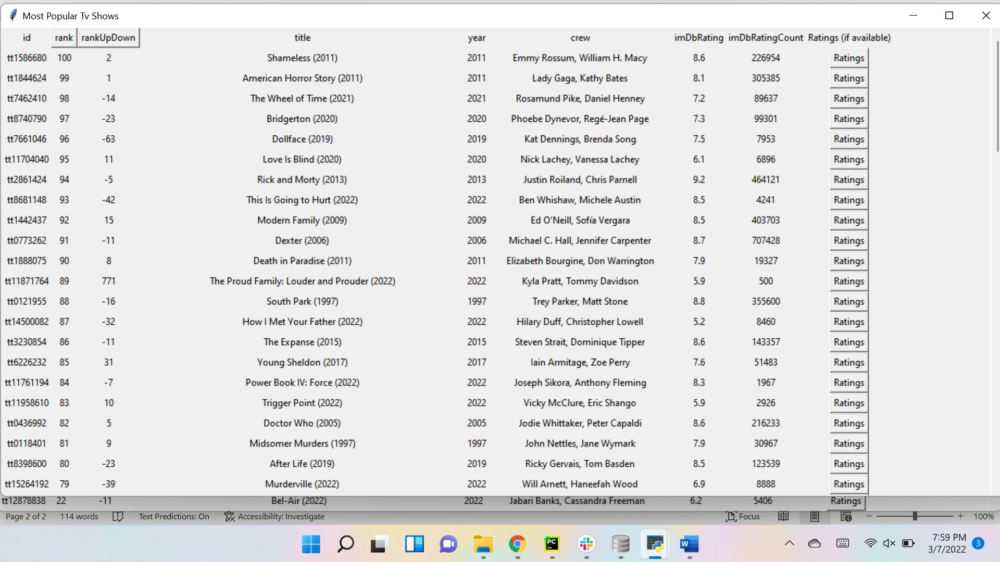 Most Popular Tv Shows
id rank rankUpDown title year crew imDbRating imDbRatingCount Ratings (if available)
tt1586680 100 2 Shameless (2011) 2011 Emmy Rossum, William H. Macy 8.6 226954 Ratings
tt1844624 99 1 American Horror Story (2011) 2011 Lady Gaga, Kathy Bates 8.1 305385 Ratings
tt7462410 98 -14 The Wheel of Time (2021) 2021 Rosamund Pike, Daniel Henney 7.2 89637 Ratings
tt8740790 97 -23 Bridgerton (2020) 2020 Phoebe Dynevor, Regé-Jean Page 7.3 99301 Ratings
tt7661046 96 -63 Dollface (2019) 2019 Kat Dennings, Brenda Song 7.5 7953 Ratings
tt11704040 95 11 Love Is Blind (2020) 2020 Nick Lachey, Vanessa Lachey 6.1 6896 Ratings
tt2861424 94 -5 Rick and Morty (2013) 2013 Justin Roiland, Chris Parnell 9.2 464121 Ratings
tt8681148 93 -42 This Is Going to Hurt (2022) 2022 Ben Whishaw, Michele Austin 8.5 4241 Ratings
tt1442437 92 15 Modern Family (2009) 2009 Ed O'Neill, Sofía Vergara 8.5 403703 Ratings
tt0773262 91 -11 Dexter (2006) 2006 Michael C. Hall, Jennifer Carpenter 8.7 707428 Ratings
tt1888075 90 8 Death in Paradise (2011) 2011 Elizabeth Bourgine, Don Warrington 7.9 19327 Ratings
tt11871764 89 771 The Proud Family: Louder and Prouder (2022) 2022 Kyla Pratt, Tommy Davidson 5.9 500 Ratings
tt0121955 88 -16 South Park (1997) 1997 Trey Parker, Matt Stone 8.8 355600 Ratings
tt14500082 87 -32 How I Met Your Father (2022) 2022 Hilary Duff, Christopher Lowell 5.2 8460 Ratings
tt3230854 86 -11 The Expanse (2015) 2015 Steven Strait, Dominique Tipper 8.6 143357 Ratings
tt6226232 85 31 Young Sheldon (2017) 2017 Iain Armitage, Zoe Perry 7.6 51483 Ratings
tt11761194 84 -7 Power Book IV: Force (2022) 2022 Joseph Sikora, Anthony Fleming 8.3 1967 Ratings
tt11958610 83 10 Trigger Point (2022) 2022 Vicky McClure, Eric Shango 5.9 2926 Ratings
tt0436992 82 5 Doctor Who (2005) 2005 Jodie Whittaker, Peter Capaldi 8.6 216233 Ratings
tt0118401 81 9 Midsomer Murders (1997) 1997 John Nettles, Jane Wymark 7.9 30967 Ratings
tt8398600 80 -23 After Life (2019) 2019 Ricky Gervais, Tom Basden 8.5 123539 Ratings
tt15264192 79 -39 Murderville (2022) 2022 Will Arnett, Haneefah Wood 6.9 8888 Ratings
tt12878838 22 -11 Bel-Air (2022) 2022 Jabari Banks, Cassandra Freeman 6.2 5406 Ratings
Page 2 of 2 114 words Text Predictions: On Accessibility: Investigate Focus 100%
PC W 7:59 PM 3
3/7/2022